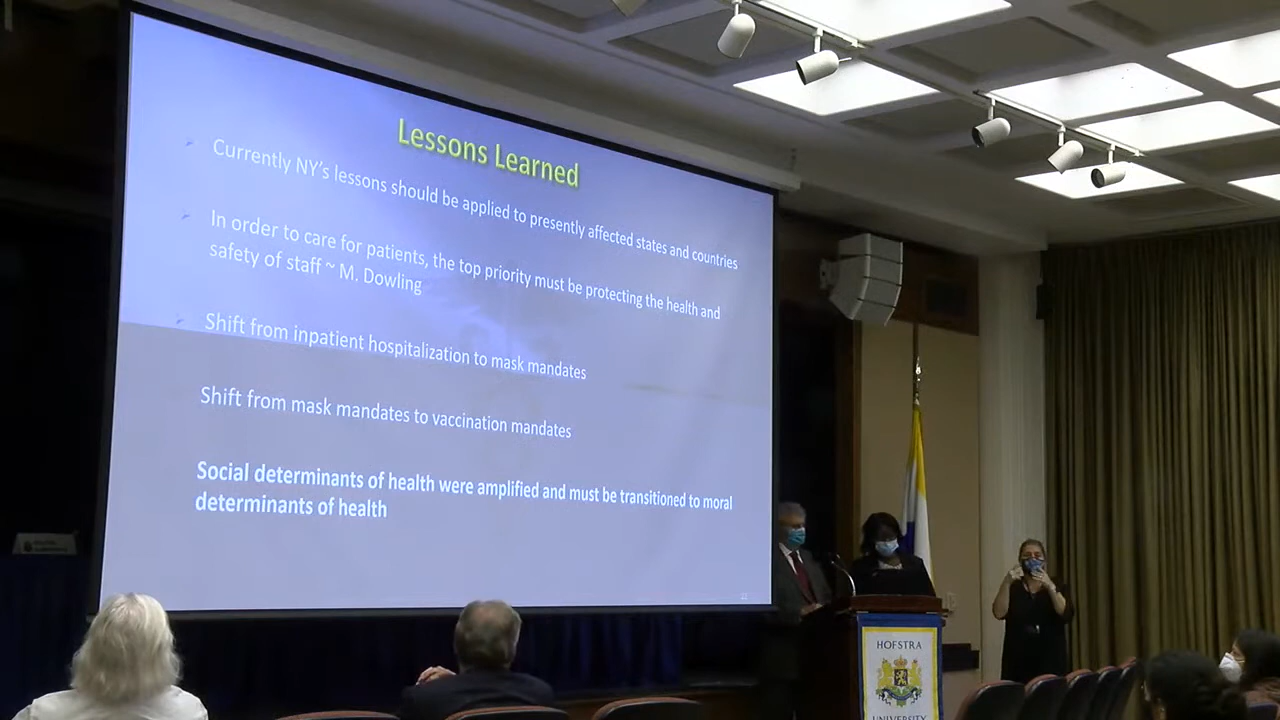 Lessons Learned
Currently NY's lessons should be applied to presently affected states and countries
In order to care for patients, the top priority must be protecting the health and
safety of staff ~ M. Dowling
Shift from inpatient hospitalization to mask mandates
Shift from mask mandates to vaccination mandates
Social determinants of health were amplified and must be transitioned to moral
determinants of health
HOFSTRA
UNIVERSITY